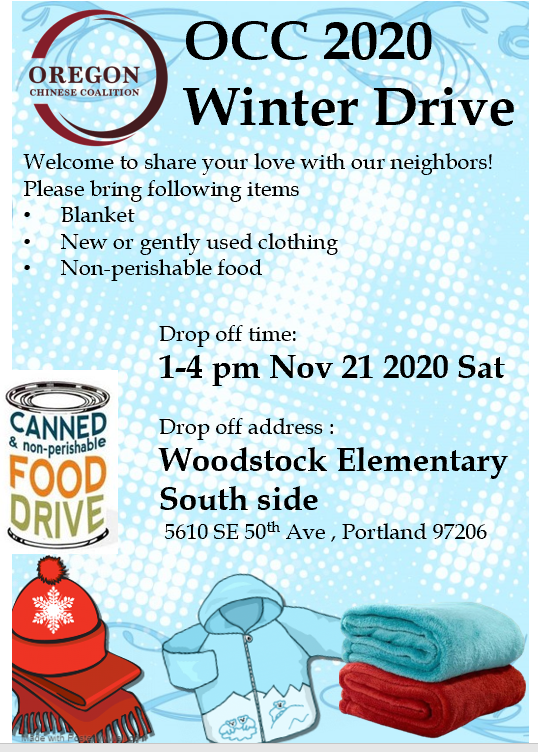 OREGON
CHINESE COALITION
OCC 2020
Winter Drive
Welcome to share your love with our neighbors!
Please bring following items
• Blanket
• New or gently used clothing
• Non-perishable food
Drop off time:
1-4 pm Nov 21 2020 Sat
CANNED
& non-perishable
FOOD
DRIVE
Drop off address :
Woodstock Elementary
South side
5610 SE 50th Ave , Portland 97206
Made with